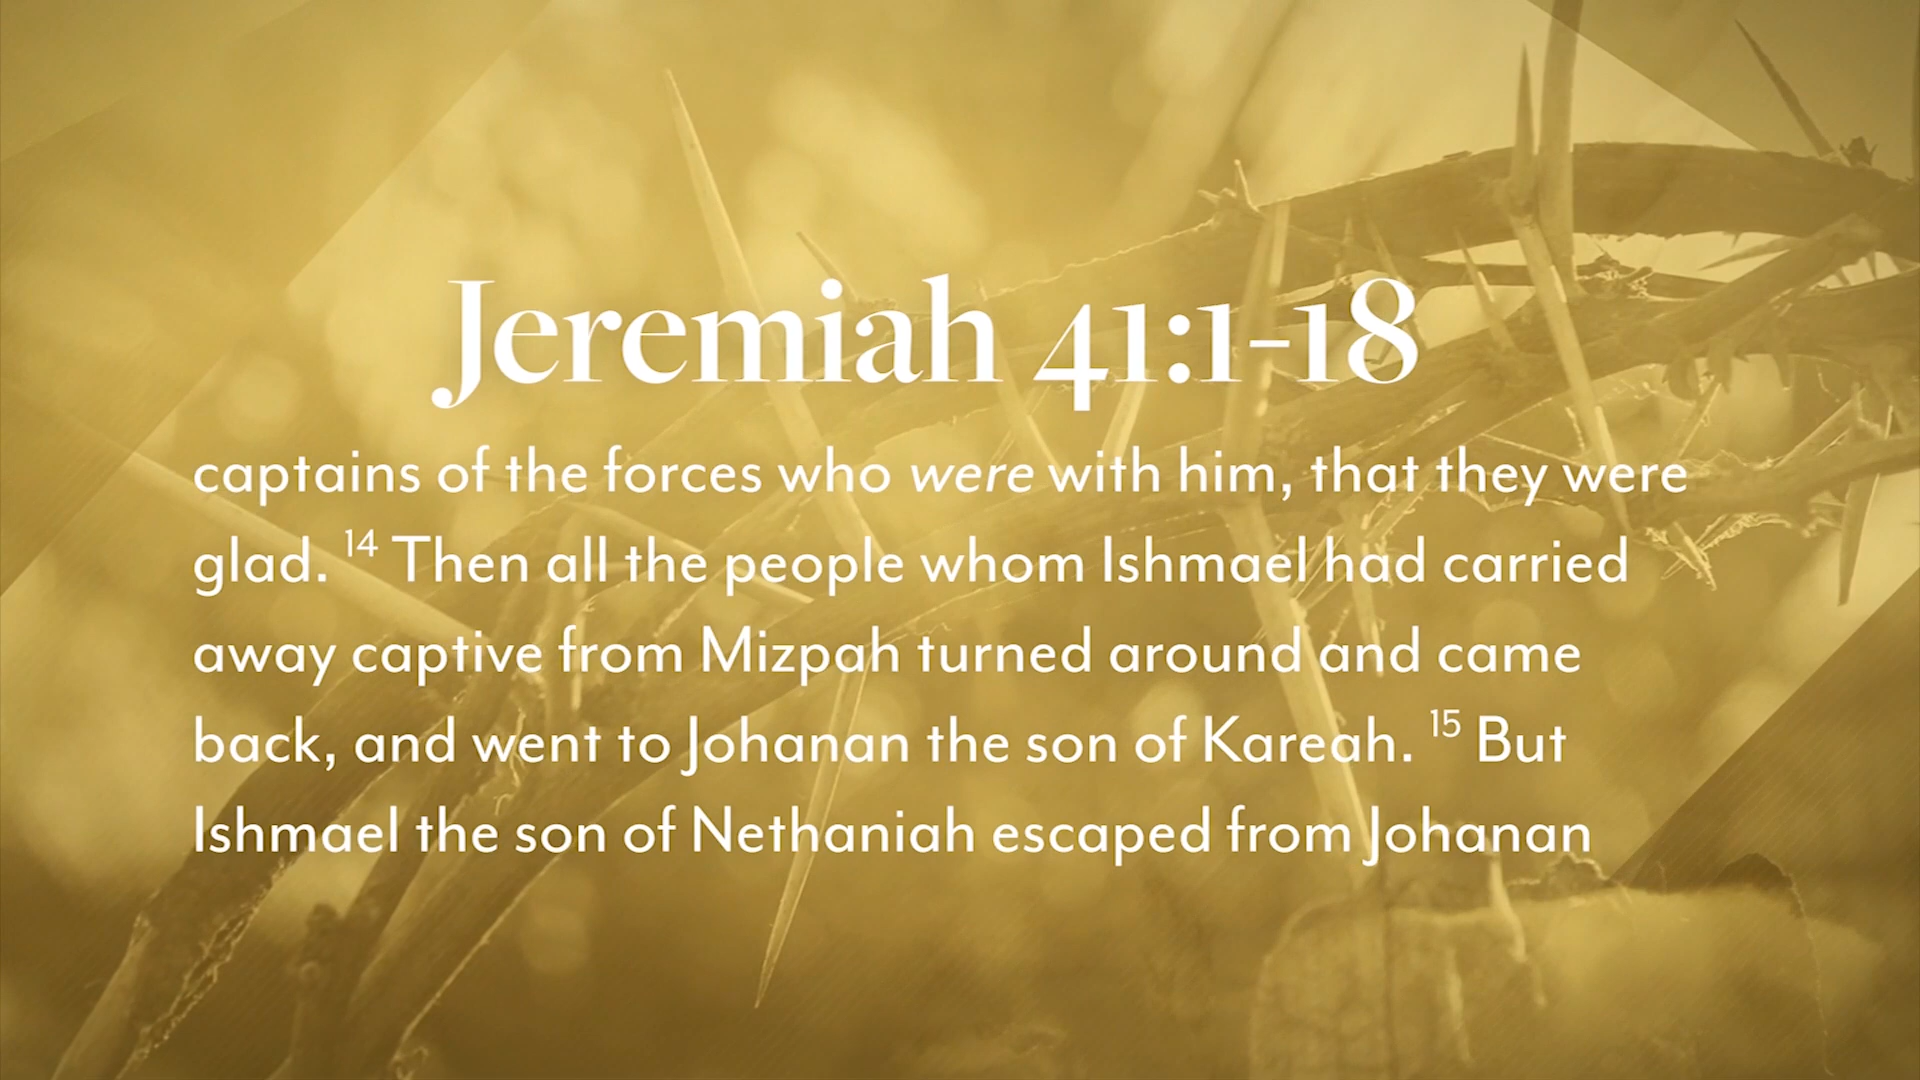 Jeremiah 41:1-18
captains of the forces who were with him, that they were
glad. 14 Then all the people whom Ishmael had carried
away captive from Mizpah turned around and came
back, and went to Johanan the son of Kareah. 15 But
Ishmael the son of Nethaniah escaped from Johanan